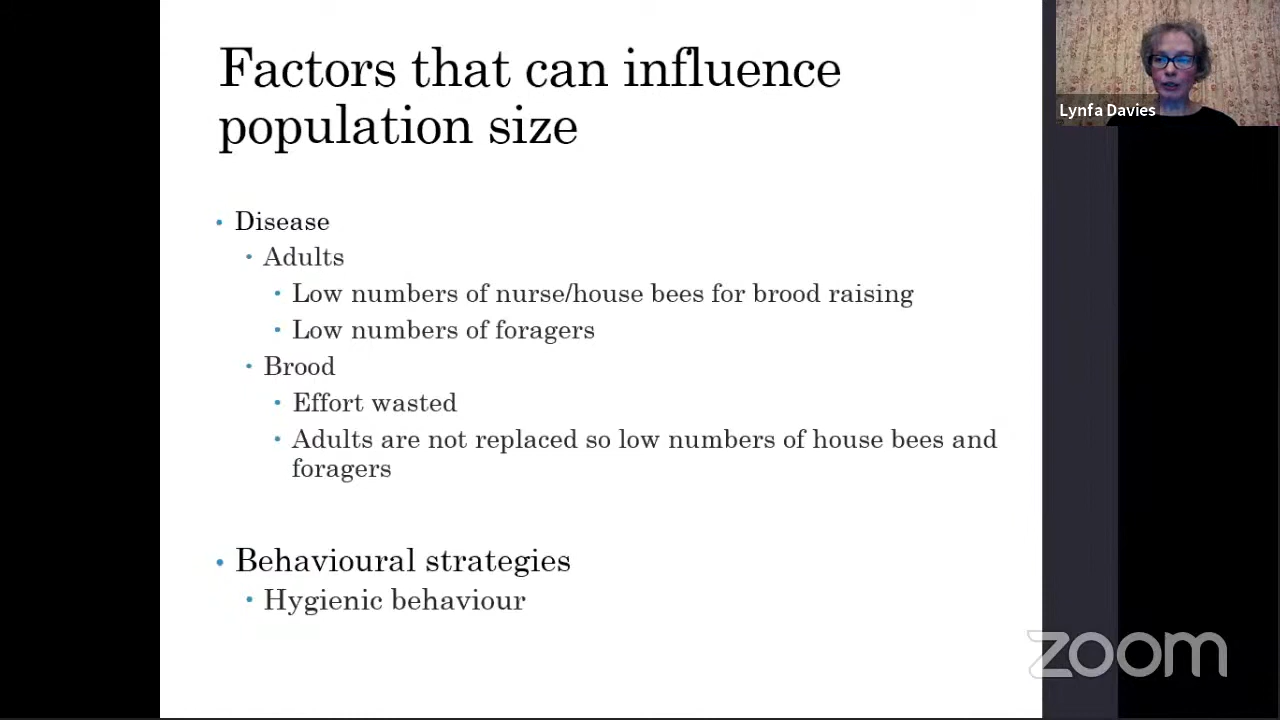 Factors that can influence
population size
Lynfa Davies
• Disease
• Adults
• Low numbers of nurse/house bees for brood raising
• Low numbers of foragers
• Brood
• Effort wasted
• Adults are not replaced so low numbers of house bees and
foragers
• Behavioural strategies
• Hygienic behaviour
zoom